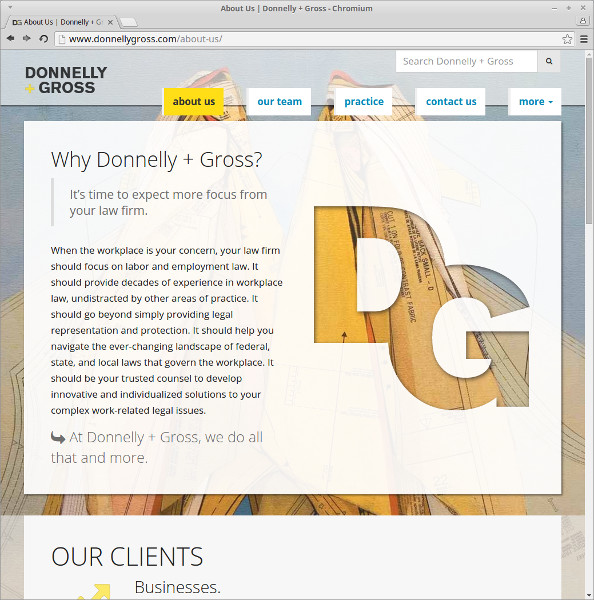 About Us | Donnelly + Gross - Chromium
DG About Us | Donnelly + G
www.donnellygross.com/about-us/
DONNELLY
+ GROSS
Search Donnelly + Gross
about us
our team
practice
contact us
more
Why Donnelly + Gross?
It's time to expect more focus from
your law firm.
When the workplace is your concern, your law firm
should focus on labor and employment law. It
should provide decades of experience in workplace
law, undistracted by other areas of practice. It
should go beyond simply providing legal
representation and protection. It should help you
navigate the ever-changing landscape of federal,
state, and local laws that govern the workplace. It
should be your trusted counsel to develop
innovative and individualized solutions to your
complex work-related legal issues.
At Donnelly + Gross, we do all
that and more.
DG
BACK SMALL - D
CONTRAST FABRIC
OUR CLIENTS
Businesses.